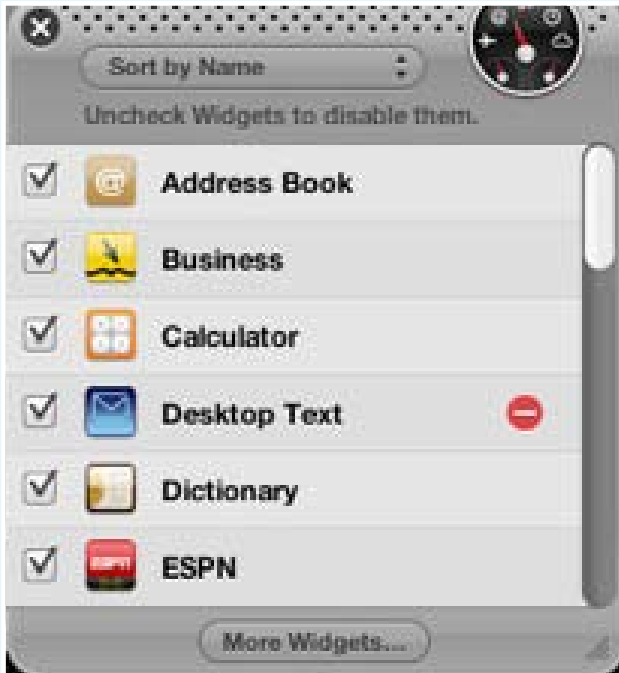 Sort by Name
Uncheck Widgets to disable them.
Address Book
Business
Calculator
Desktop Text
Dictionary
ESPN
More Widgets...